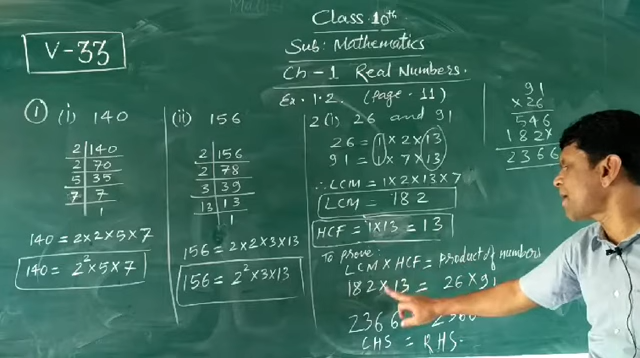 Class 10th
Sub: Mathematics
Ch-1 Real Numbers.
Ex. 1.2. (Page. 11)
V-33
① (i) 140
2 | 140
2 | 70
5 | 35
7 | 7
1
140 = 2×2×5×7
140 = 2²×5×7
(ii) 156
2 | 156
2 | 78
3 | 39
13 | 13
1
156 = 2×2×3×13
156 = 2²×3×13
2(i) 26 and 91
26 = 1×2×13
91 = 1×7×13
∴ LCM = 1×2×13×7
LCM = 182
HCF = 1×13 = 13
To prove:
LCM × HCF = Product of numbers
182×13 = 26×91
2366
LHS = RHS.
91
×26
546
182×
2366